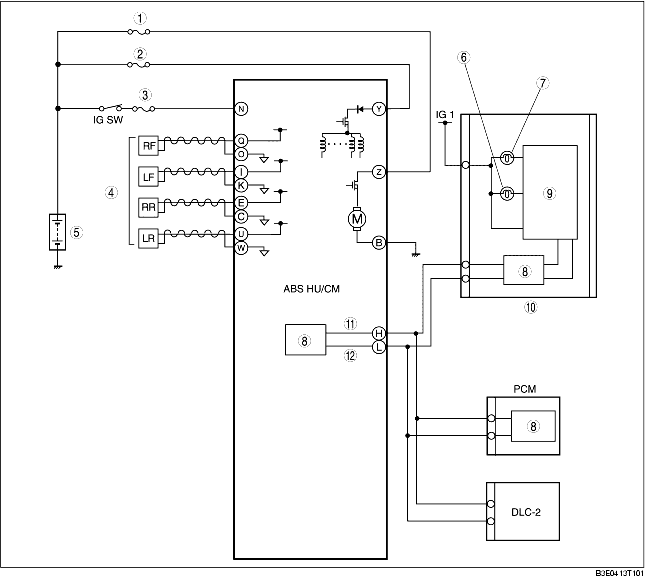 ①
②
③
IG SW
N
Y
IG 1
⑥
⑦
④
RF
Q
O
LF
I
K
Z
RR
E
C
M
⑨
⑤
LR
U
W
B
⑧
⑩
ABS HU/CM
⑧
⑪
H
⑫
L
PCM
⑧
DLC-2
B3E0413T101